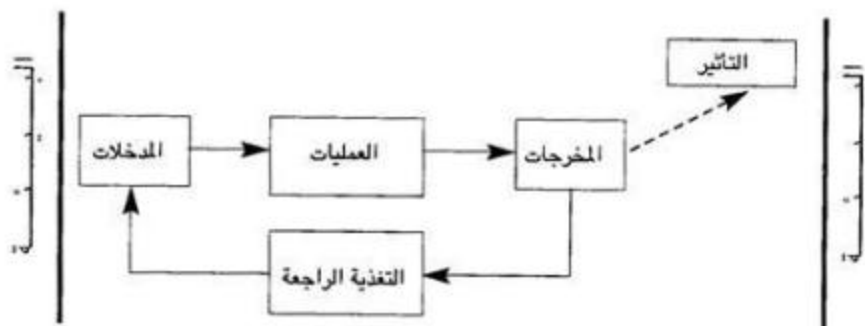 التأثير
المدخلات
العمليات
المخرجات
التغذية الراجعة